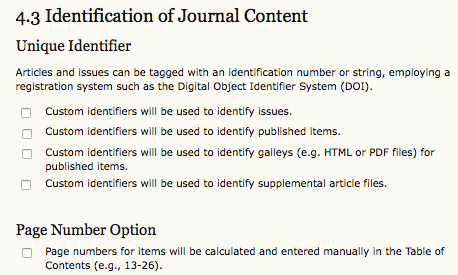 4.3 Identification of Journal Content
Unique Identifier
Articles and issues can be tagged with an identification number or string, employing a
registration system such as the Digital Object Identifier System (DOI).
Custom identifiers will be used to identify issues.
Custom identifiers will be used to identify published items.
Custom identifiers will be used to identify galleys (e.g. HTML or PDF files) for
published items.
Custom identifiers will be used to identify supplemental article files.
Page Number Option
Page numbers for items will be calculated and entered manually in the Table of
Contents (e.g., 13-26).